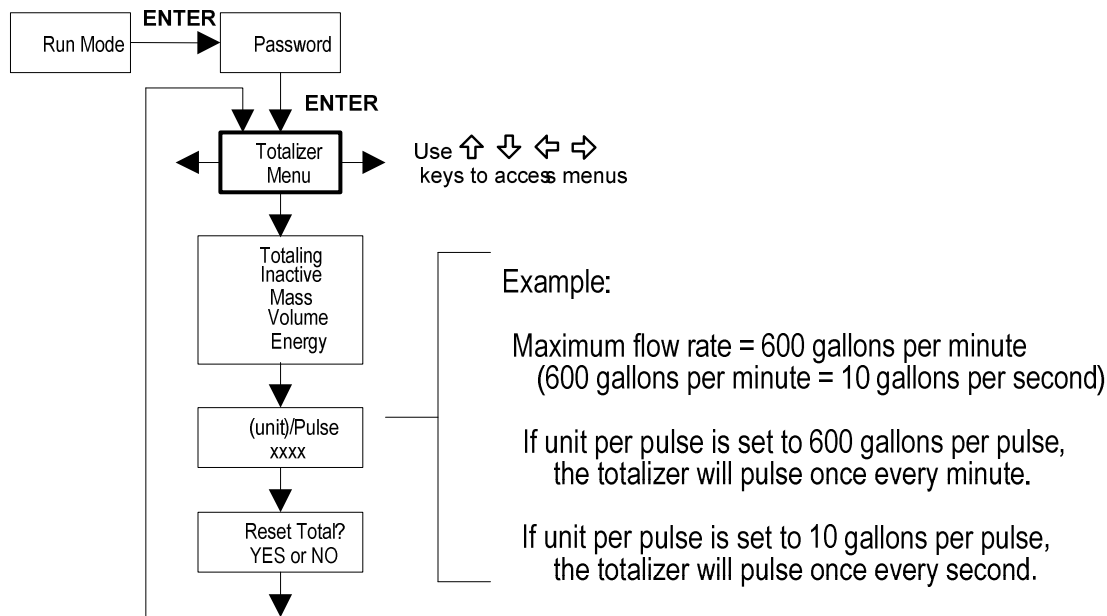 ENTER
Run Mode
Password
ENTER
Totalizer
Menu
Use ⇧ ⇩ ⇦ ⇨
keys to access menus
Totaling
Inactive
Mass
Volume
Energy
(unit)/Pulse
xxxx
Reset Total?
YES or NO
Example:
Maximum flow rate = 600 gallons per minute
(600 gallons per minute = 10 gallons per second)
If unit per pulse is set to 600 gallons per pulse,
the totalizer will pulse once every minute.
If unit per pulse is set to 10 gallons per pulse,
the totalizer will pulse once every second.